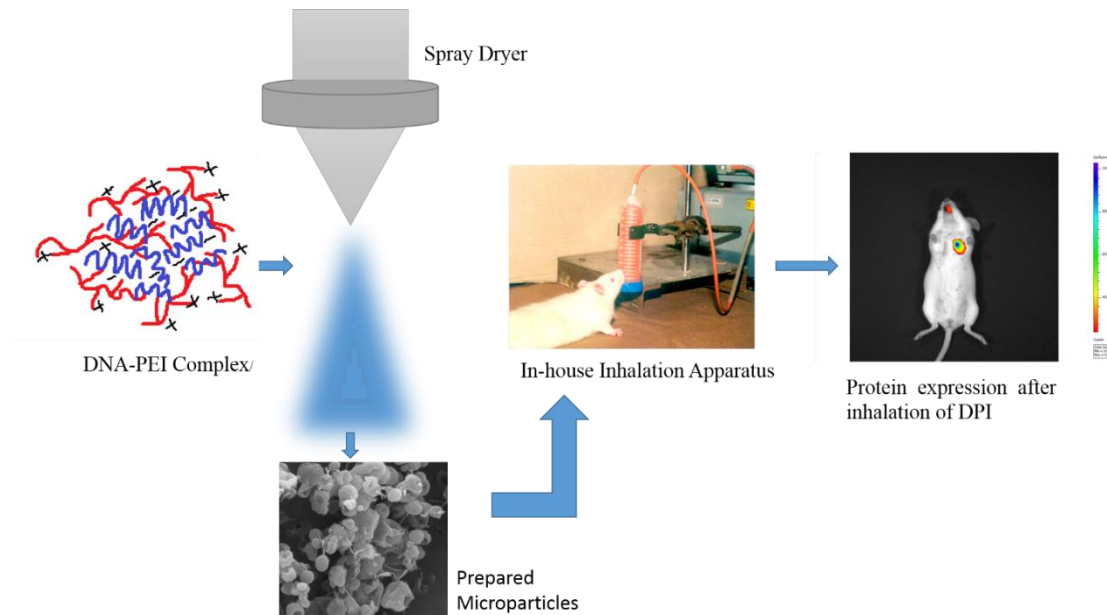 Spray Dryer
DNA-PEI Complex/
In-house Inhalation Apparatus
Protein expression after
inhalation of DPI
Prepared
Microparticles